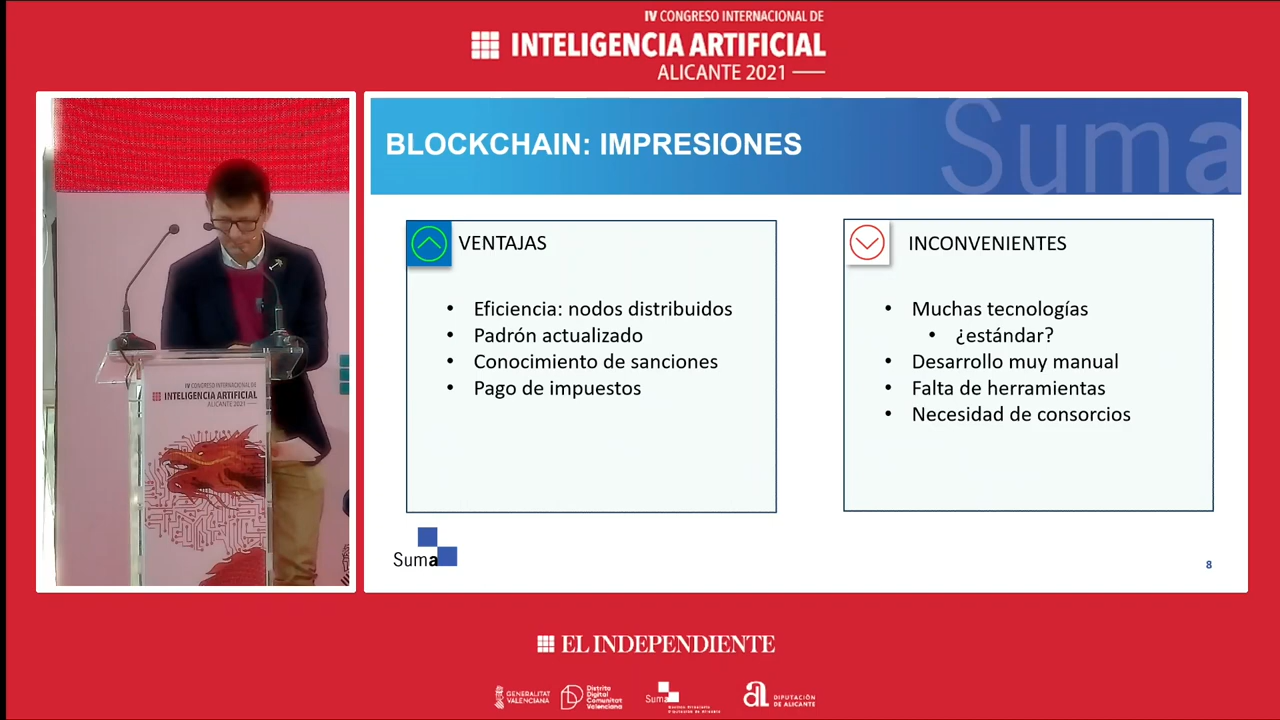 IV CONGRESO INTERNACIONAL DE
INTELIGENCIA ARTIFICIAL
ALICANTE 2021
BLOCKCHAIN: IMPRESIONES
Suma
VENTAJAS
• Eficiencia: nodos distribuidos
• Padrón actualizado
• Conocimiento de sanciones
• Pago de impuestos
INCONVENIENTES
• Muchas tecnologías
• ¿estándar?
• Desarrollo muy manual
• Falta de herramientas
• Necesidad de consorcios
Suma
8
IV CONGRESO INTERNACIONAL DE
INTELIGENCIA ARTIFICIAL
ALICANTE 2021
EL INDEPENDIENTE
GENERALITAT
VALENCIANA
Distrito
Digital
Comunitat
Valenciana
Suma
DIPUTACIÓN
DE ALICANTE